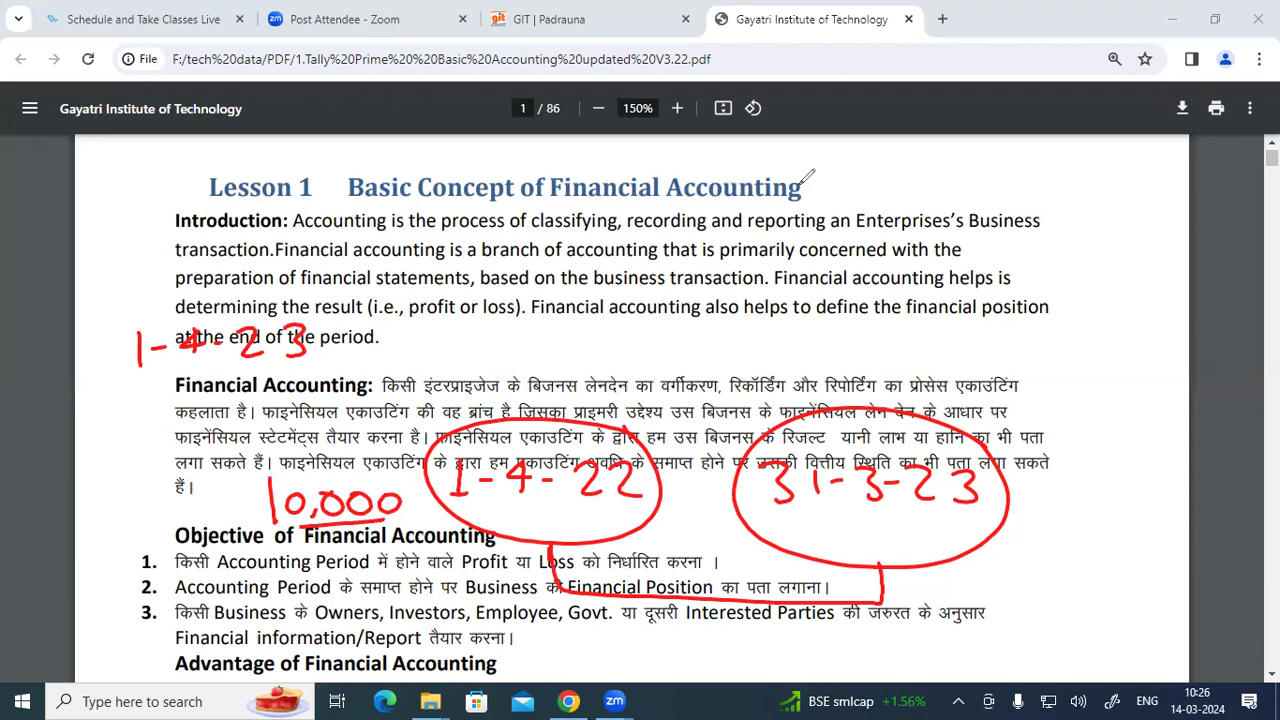 Schedule and Take Classes Live
Post Attendee - Zoom
GIT | Padrauna
Gayatri Institute of Technology
File
F:/tech%20data/PDF/1.Tally%20Prime%20%20Basic%20Accounting%20updated%20V3.22.pdf
Gayatri Institute of Technology
1 / 86
150%
Lesson 1 Basic Concept of Financial Accounting
Introduction: Accounting is the process of classifying, recording and reporting an Enterprises's Business
transaction.Financial accounting is a branch of accounting that is primarily concerned with the
preparation of financial statements, based on the business transaction. Financial accounting helps is
determining the result (i.e., profit or loss). Financial accounting also helps to define the financial position
at the end of the period.
1-4-23
Financial Accounting: किसी इंटरप्राइजेज के बिजनस लेनदेन का वर्गीकरण, रिकॉर्डिंग और रिपोर्टिंग का प्रोसेस एकाउंटिंग
कहलाता है। फाइनेसियल एकाउटिंग की वह ब्रांच है जिसका प्राइमरी उद्देश्य उस बिजनस के फाइनेंसियल लेन देन के आधार पर
फाइनेंसियल स्टेटमेंट्स तैयार करना है। फाइनेसियल एकाउटिंग के द्वारा हम उस बिजनस के रिजल्ट यानी लाभ या हानि का भी पता
लगा सकते हैं। फाइनेसियल एकाउटिंग के द्वारा हम एकाउटिंग अवधि के समाप्त होने पर उसकी वित्तीय स्थिति का भी पता लगा सकते
हैं।
10,000
1-4-22
31-3-23
Objective of Financial Accounting
1. किसी Accounting Period में होने वाले Profit या Loss को निर्धारित करना ।
2. Accounting Period के समाप्त होने पर Business की Financial Position का पता लगाना।
3. किसी Business के Owners, Investors, Employee, Govt. या दूसरी Interested Parties की जरुरत के अनुसार
Financial information/Report तैयार करना।
Advantage of Financial Accounting
Type here to search
BSE smlcap +1.56%
ENG
10:26
14-03-2024